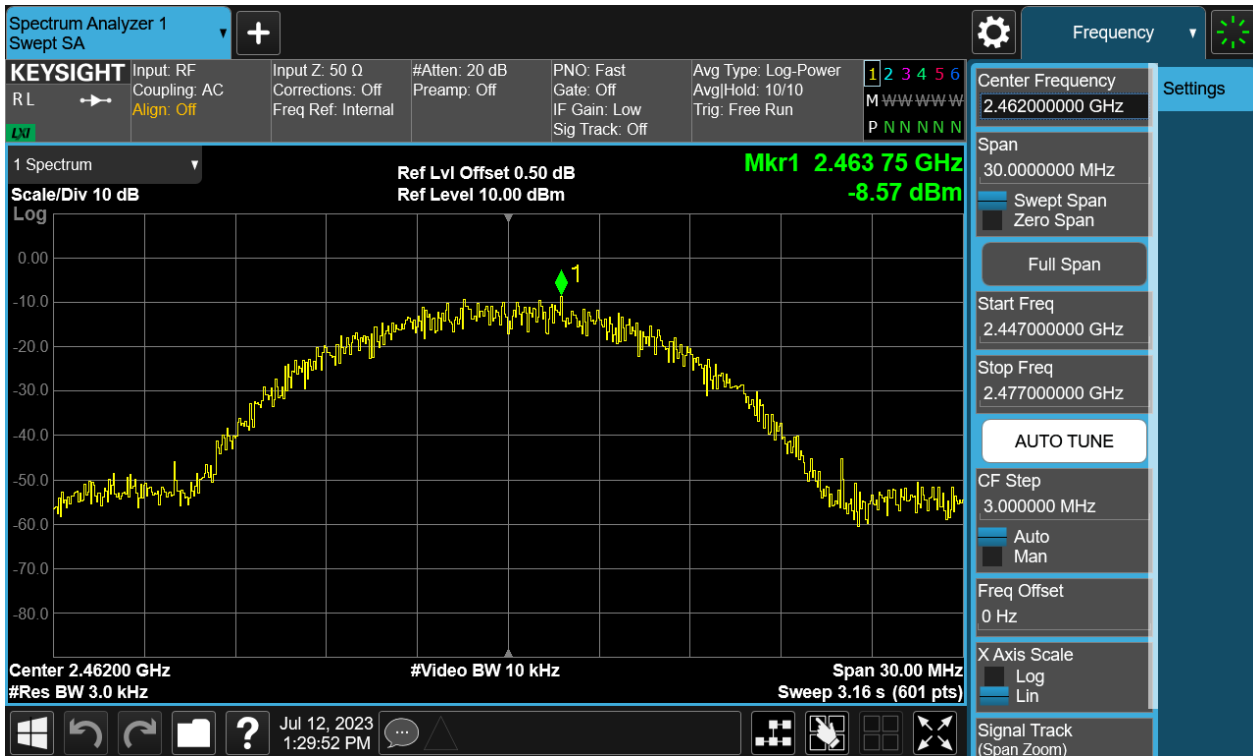 Spectrum Analyzer 1
Swept SA
Frequency
KEYSIGHT
R L
LXI
Input: RF
Coupling: AC
Align: Off
Input Z: 50 Ω
Corrections: Off
Freq Ref: Internal
#Atten: 20 dB
Preamp: Off
PNO: Fast
Gate: Off
IF Gain: Low
Sig Track: Off
Avg Type: Log-Power
Avg|Hold: 10/10
Trig: Free Run
1 2 3 4 5 6
M W W W W W
P N N N N N
1 Spectrum
Scale/Div 10 dB
Ref Lvl Offset 0.50 dB
Ref Level 10.00 dBm
Mkr1 2.463 75 GHz
-8.57 dBm
Log
0.00
-10.0
-20.0
-30.0
-40.0
-50.0
-60.0
-70.0
-80.0
1
Center 2.46200 GHz
#Video BW 10 kHz
Span 30.00 MHz
#Res BW 3.0 kHz
Sweep 3.16 s (601 pts)
Jul 12, 2023
1:29:52 PM
Center Frequency
2.462000000 GHz
Settings
Span
30.0000000 MHz
Swept Span
Zero Span
Full Span
Start Freq
2.447000000 GHz
Stop Freq
2.477000000 GHz
AUTO TUNE
CF Step
3.000000 MHz
Auto
Man
Freq Offset
0 Hz
X Axis Scale
Log
Lin
Signal Track
(Span Zoom)